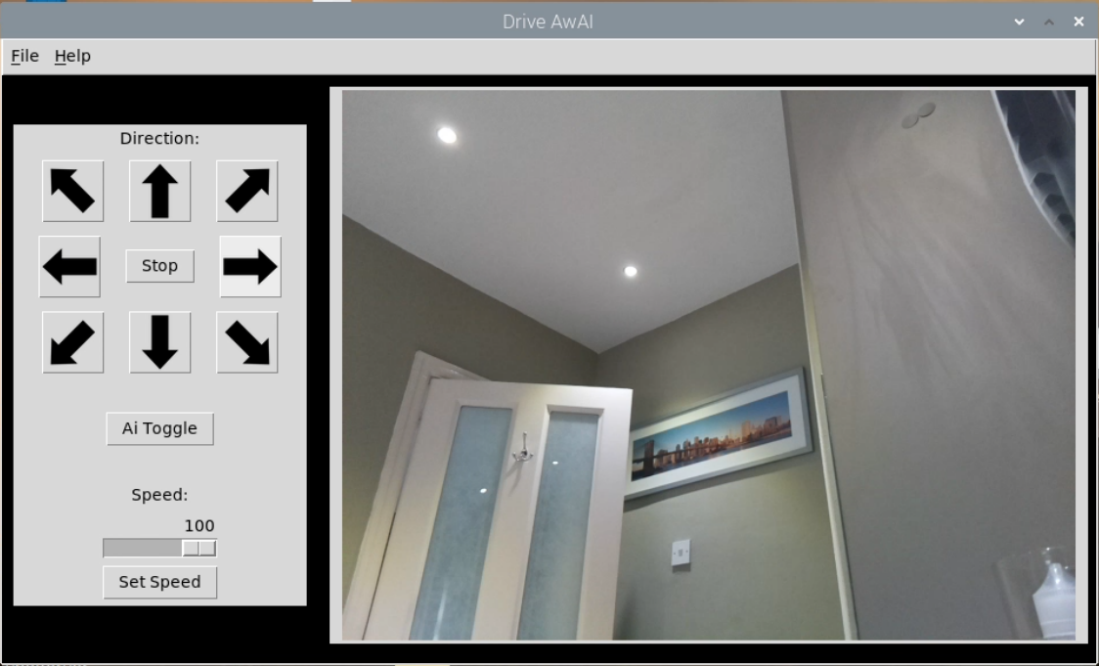 Drive AwAI
File Help
Direction:
Stop
Ai Toggle
Speed:
100
Set Speed